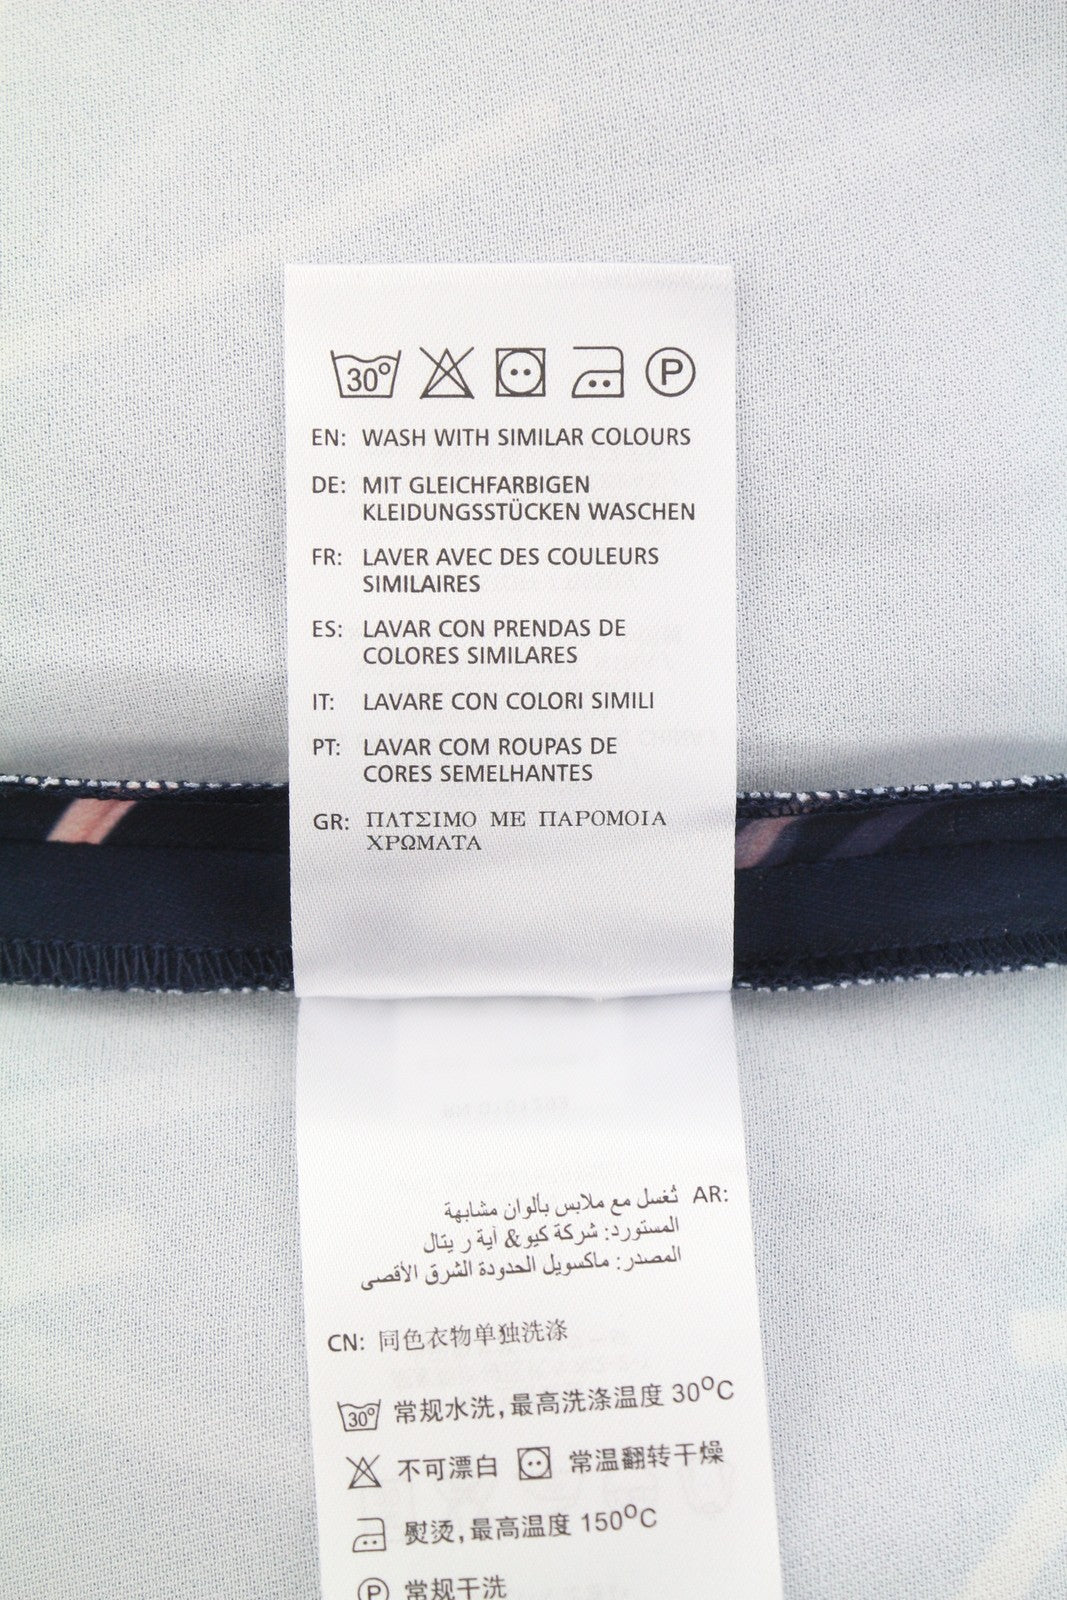 30°
P
EN: WASH WITH SIMILAR COLOURS
DE: MIT GLEICHFARBIGEN
KLEIDUNGSSTÜCKEN WASCHEN
FR: LAVER AVEC DES COULEURS
SIMILAIRES
ES: LAVAR CON PRENDAS DE
COLORES SIMILARES
IT: LAVARE CON COLORI SIMILI
PT: LAVAR COM ROUPAS DE
CORES SEMELHANTES
GR: ΠΛΥΣΙΜΟ ΜΕ ΠΑΡΟΜΟΙΑ
ΧΡΩΜΑΤΑ
AR: تُغسل مع ملابس بألوان مشابهة
المستورد: شركة كيو& آية ر يتال
المصدر: ماكسويل الحدودة الشرق الأقصى
CN: 同色衣物单独洗涤
30° 常规水洗,最高洗涤温度 30°C
不可漂白 常温翻转干燥
熨烫,最高温度 150°C
P 常规干洗